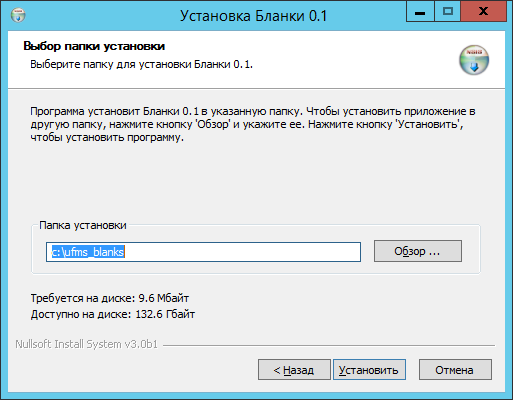 Установка Бланки 0.1
Выбор папки установки
Выберите папку для установки Бланки 0.1.
Программа установит Бланки 0.1 в указанную папку. Чтобы установить приложение в
другую папку, нажмите кнопку 'Обзор' и укажите ее. Нажмите кнопку 'Установить',
чтобы установить программу.
Папка установки
c:\ufms_blanks
Обзор ...
Требуется на диске: 9.6 Мбайт
Доступно на диске: 132.6 Гбайт
Nullsoft Install System v3.0b1
< Назад
Установить
Отмена